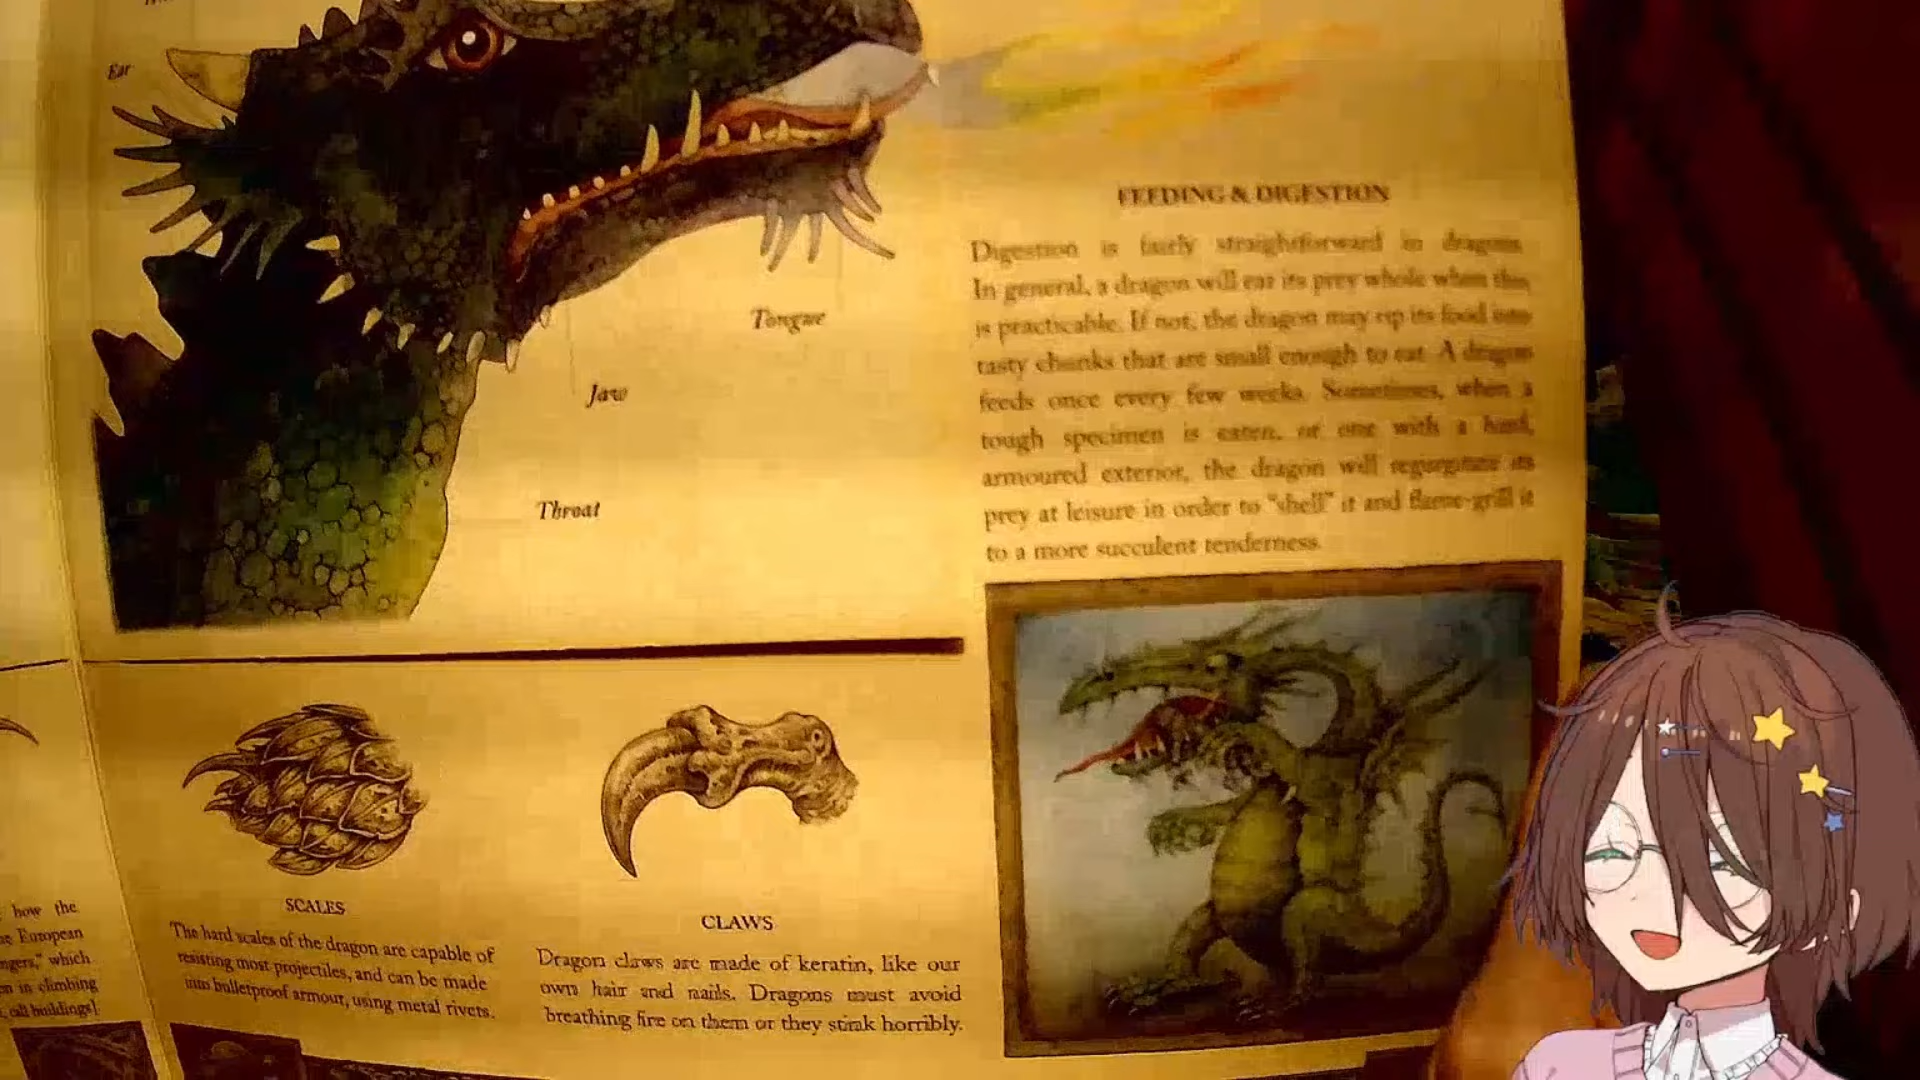 Ear
FEEDING & DIGESTION
Digestion is fairly straightforward in dragons.
In general, a dragon will eat its prey whole when this
is practicable. If not, the dragon may rip its food into
tasty chunks that are small enough to eat. A dragon
feeds once every few weeks. Sometimes, when a
tough specimen is eaten, or one with a hard,
armoured exterior, the dragon will regurgitate its
prey at leisure in order to "shell" it and flame-grill it
to a more succulent tenderness.
Tongue
Jaw
Throat
how the
European
which
in climbing
buildings].
SCALES
The hard scales of the dragon are capable of
resisting most projectiles, and can be made
into bulletproof armour, using metal rivets.
CLAWS
Dragon claws are made of keratin, like our
own hair and nails. Dragons must avoid
breathing fire on them or they stink horribly.